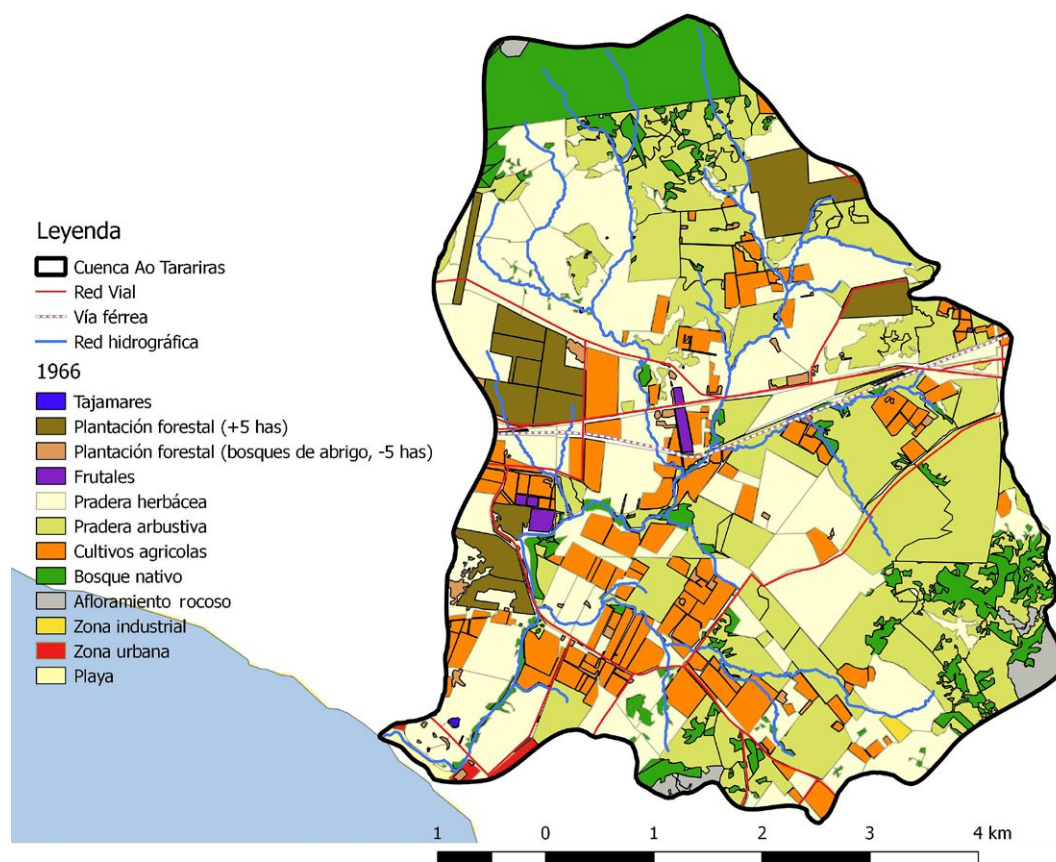 Leyenda
Cuenca Ao Tarariras
Red Vial
Vía férrea
Red hidrográfica
1966
Tajamares
Plantación forestal (+5 has)
Plantación forestal (bosques de abrigo, -5 has)
Frutales
Pradera herbácea
Pradera arbustiva
Cultivos agricolas
Bosque nativo
Afloramiento rocoso
Zona industrial
Zona urbana
Playa
1 0 1 2 3 4 km